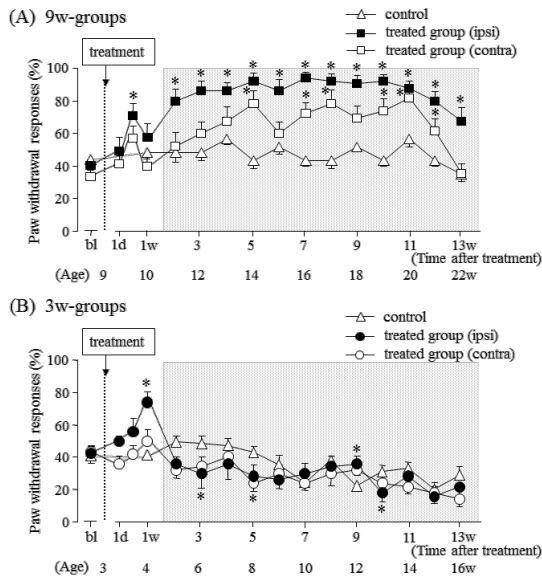 (A) 9w-groups
control
treated group (ipsi)
treated group (contra)
treatment
Paw withdrawal responses (%)
100
80
60
40
20
0
bl 1d 1w 3 5 7 9 11 13w
(Time after treatment)
(Age) 9 10 12 14 16 18 20 22w
(B) 3w-groups
control
treated group (ipsi)
treated group (contra)
treatment
Paw withdrawal responses (%)
100
80
60
40
20
0
bl 1d 1w 3 5 7 9 11 13w
(Time after treatment)
(Age) 3 4 6 8 10 12 14 16w